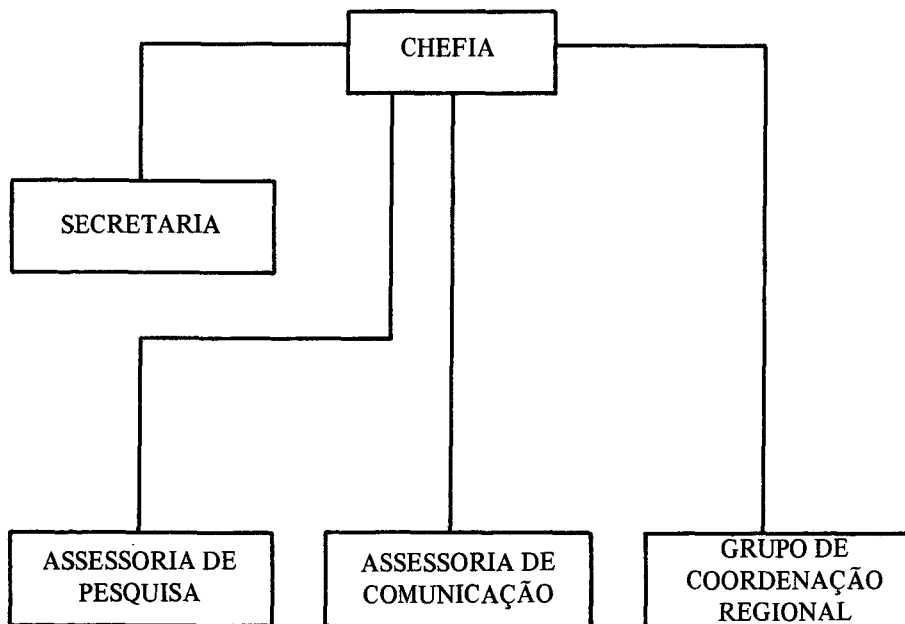 CHEFIA
SECRETARIA
ASSESSORIA DE
PESQUISA
ASSESSORIA DE
COMUNICAÇÃO
GRUPO DE
COORDENAÇÃO
REGIONAL